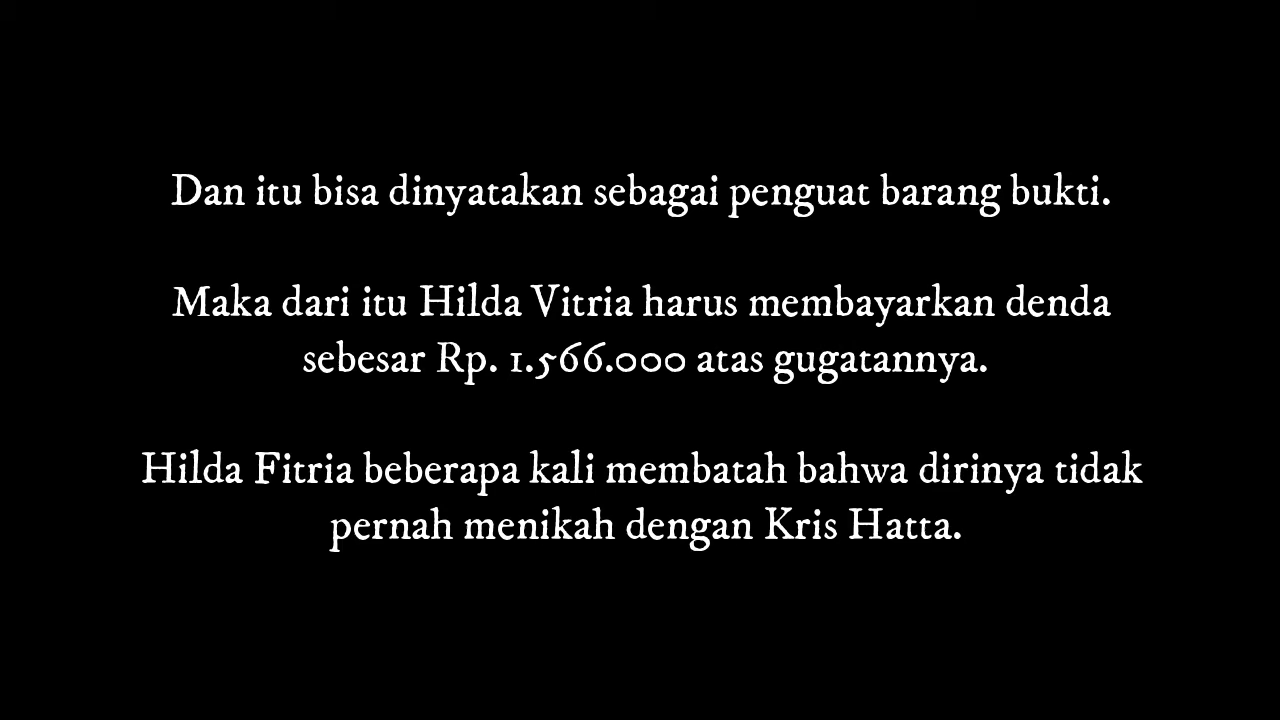 Dan itu bisa dinyatakan sebagai penguat barang bukti.
Maka dari itu Hilda Vitria harus membayarkan denda
sebesar Rp. 1.566.000 atas gugatannya.
Hilda Fitria beberapa kali membatah bahwa dirinya tidak
pernah menikah dengan Kris Hatta.